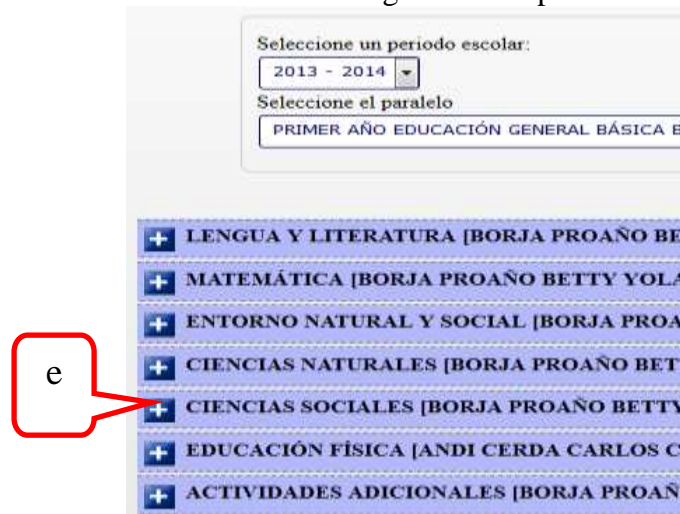 Seleccione un periodo escolar:
2013 - 2014
Seleccione el paralelo
PRIMER AÑO EDUCACIÓN GENERAL BÁSICA
LENGUA Y LITERATURA [BORJA PROAÑO
MATEMÁTICA [BORJA PROAÑO BETTY
ENTORNO NATURAL Y SOCIAL [BORJA
CIENCIAS NATURALES [BORJA PROAÑO
e
CIENCIAS SOCIALES [BORJA PROAÑO BETTY
EDUCACIÓN FÍSICA [ANDI CERDA CARLOS
ACTIVIDADES ADICIONALES [BORJA